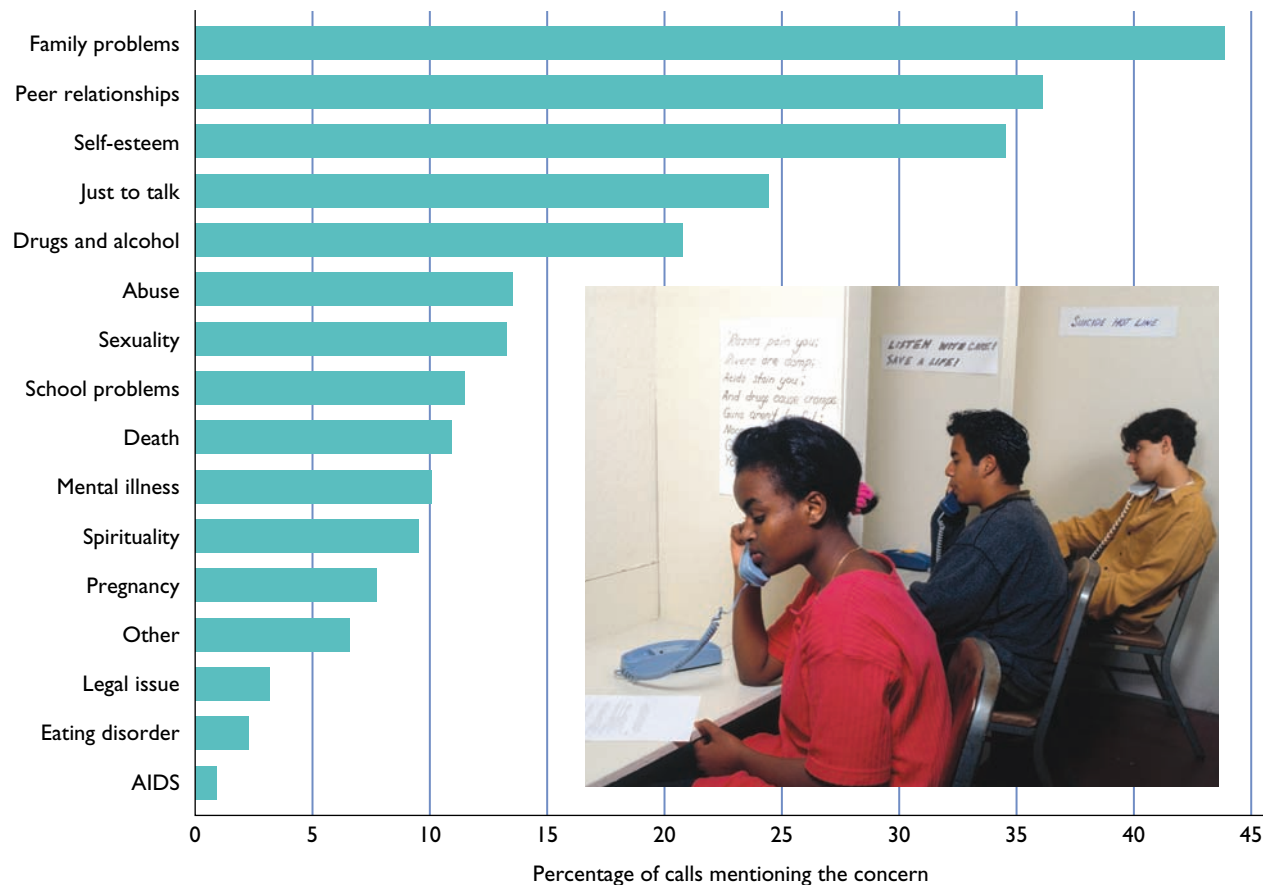 Family problems
Peer relationships
Self-esteem
Just to talk
Drugs and alcohol
Abuse
Sexuality
School problems
Death
Mental illness
Spirituality
Pregnancy
Other
Legal issue
Eating disorder
AIDS
0 5 10 15 20 25 30 35 40 45
Percentage of calls mentioning the concern
"Razors pain you;
Rivers are damp;
Acids stain you;
And drugs cause cramps.
Guns aren't
LISTEN WITH CARE!
SAVE A LIFE!
SUICIDE HOT LINE